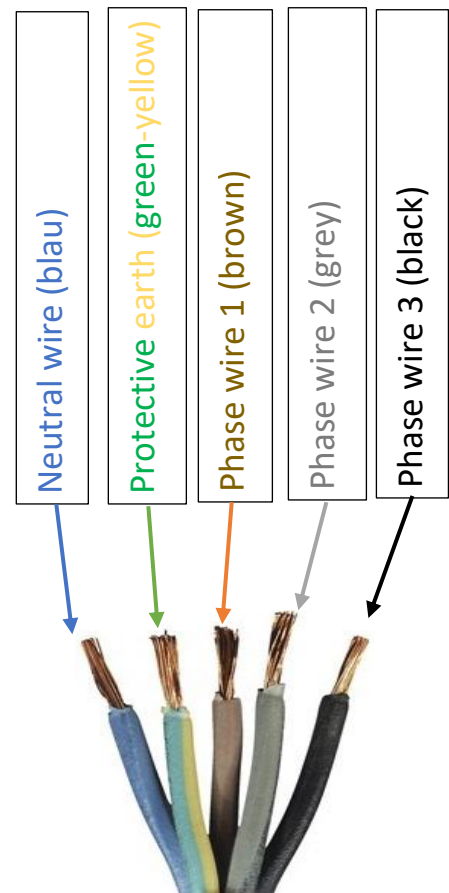 Neutral wire (blau)
Protective earth (green-yellow)
Phase wire 1 (brown)
Phase wire 2 (grey)
Phase wire 3 (black)